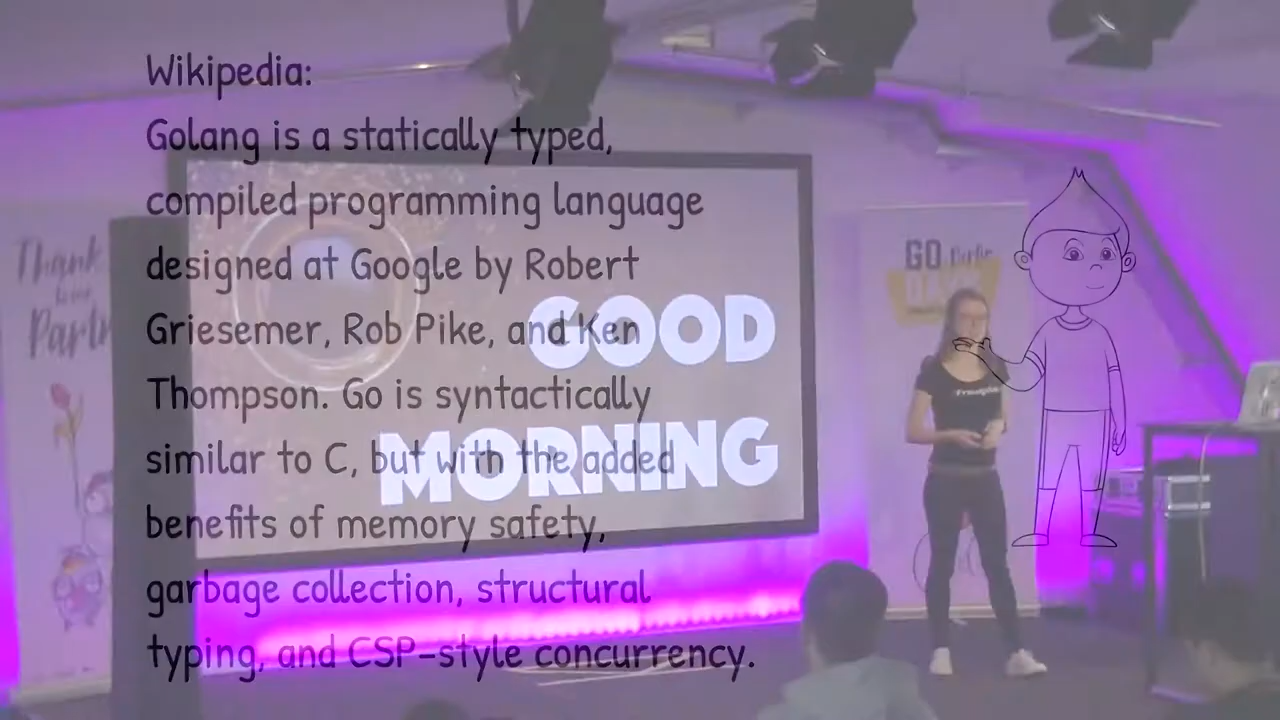 Wikipedia:
Golang is a statically typed,
compiled programming language
designed at Google by Robert
Griesemer, Rob Pike, and Ken
Thompson. Go is syntactically
similar to C, but with the added
benefits of memory safety,
garbage collection, structural
typing, and CSP-style concurrency.
GOOD
MORNING
Thank
GO